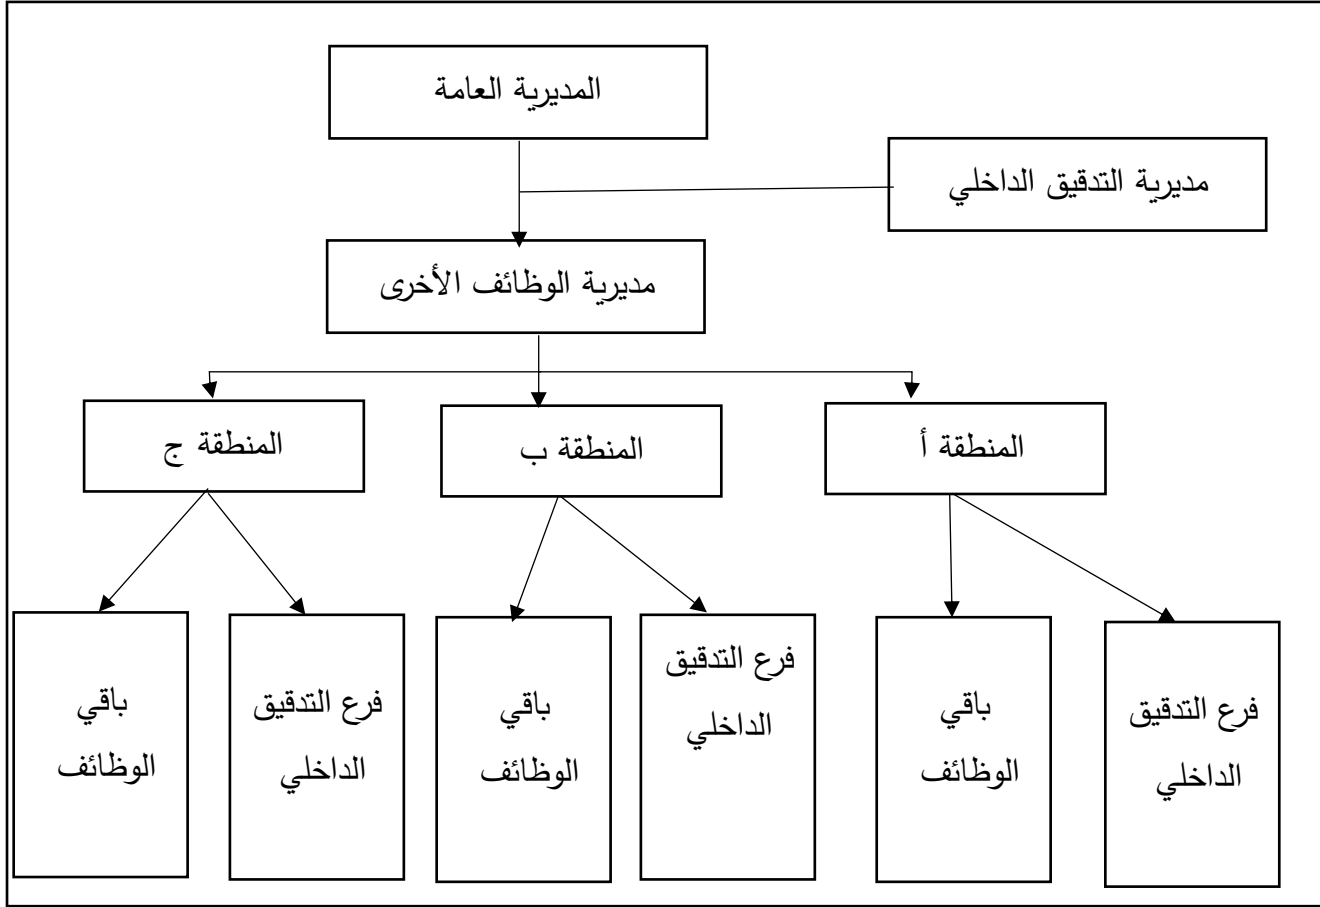 المديرية العامة
مديرية التدقيق الداخلي
مديرية الوظائف الأخرى
المنطقة أ
المنطقة ب
المنطقة ج
فرع التدقيق
الداخلي
باقي
الوظائف
فرع التدقيق
الداخلي
باقي
الوظائف
فرع التدقيق
الداخلي
باقي
الوظائف